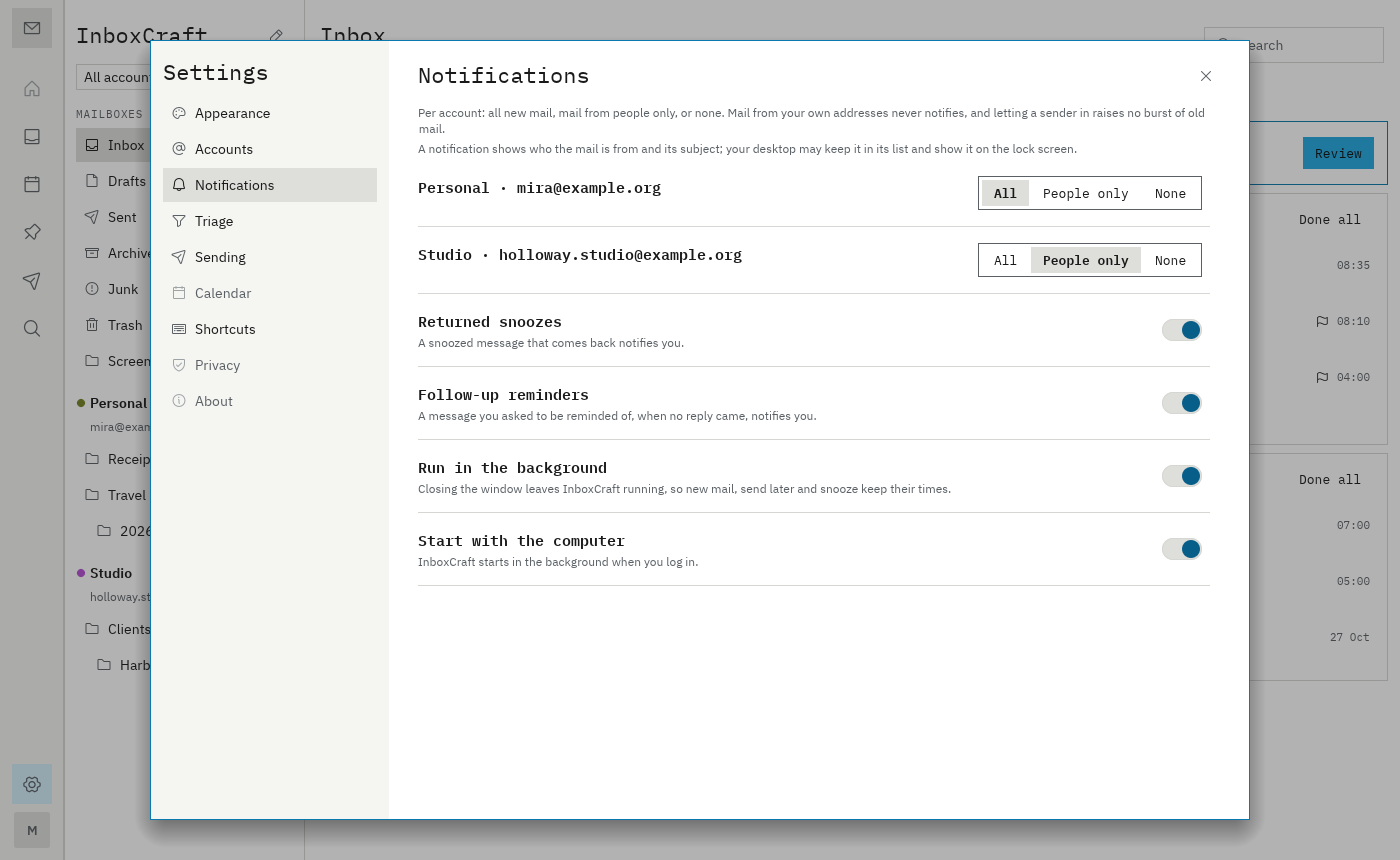 InboxCraft
Inbox
All
MAILBOXES
Inbox
Drafts
Sent
Junk
Trash
Personal
Travel
Studio
Clients
M
Review
Done all
08:35
08:10
04:00
Done all
07:00
05:00
27 Oct
Settings
Appearance
Accounts
Notifications
Triage
Sending
Calendar
Shortcuts
Privacy
About
Notifications
Per account: all new mail, mail from people only, or none. Mail from your own addresses never notifies, and letting a sender in raises no burst of old
mail.
A notification shows who the mail is from and its subject; your desktop may keep it in its list and show it on the lock screen.
Personal · mira@example.org
All People only None
Studio · holloway.studio@example.org
All People only None
Returned snoozes
A snoozed message that comes back notifies you.
Follow-up reminders
A message you asked to be reminded of, when no reply came, notifies you.
Run in the background
Closing the window leaves InboxCraft running, so new mail, send later and snooze keep their times.
Start with the computer
InboxCraft starts in the background when you log in.